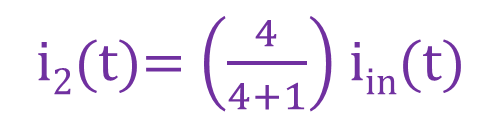 i₂(t)= (4/(4+1)) iᵢₙ(t)